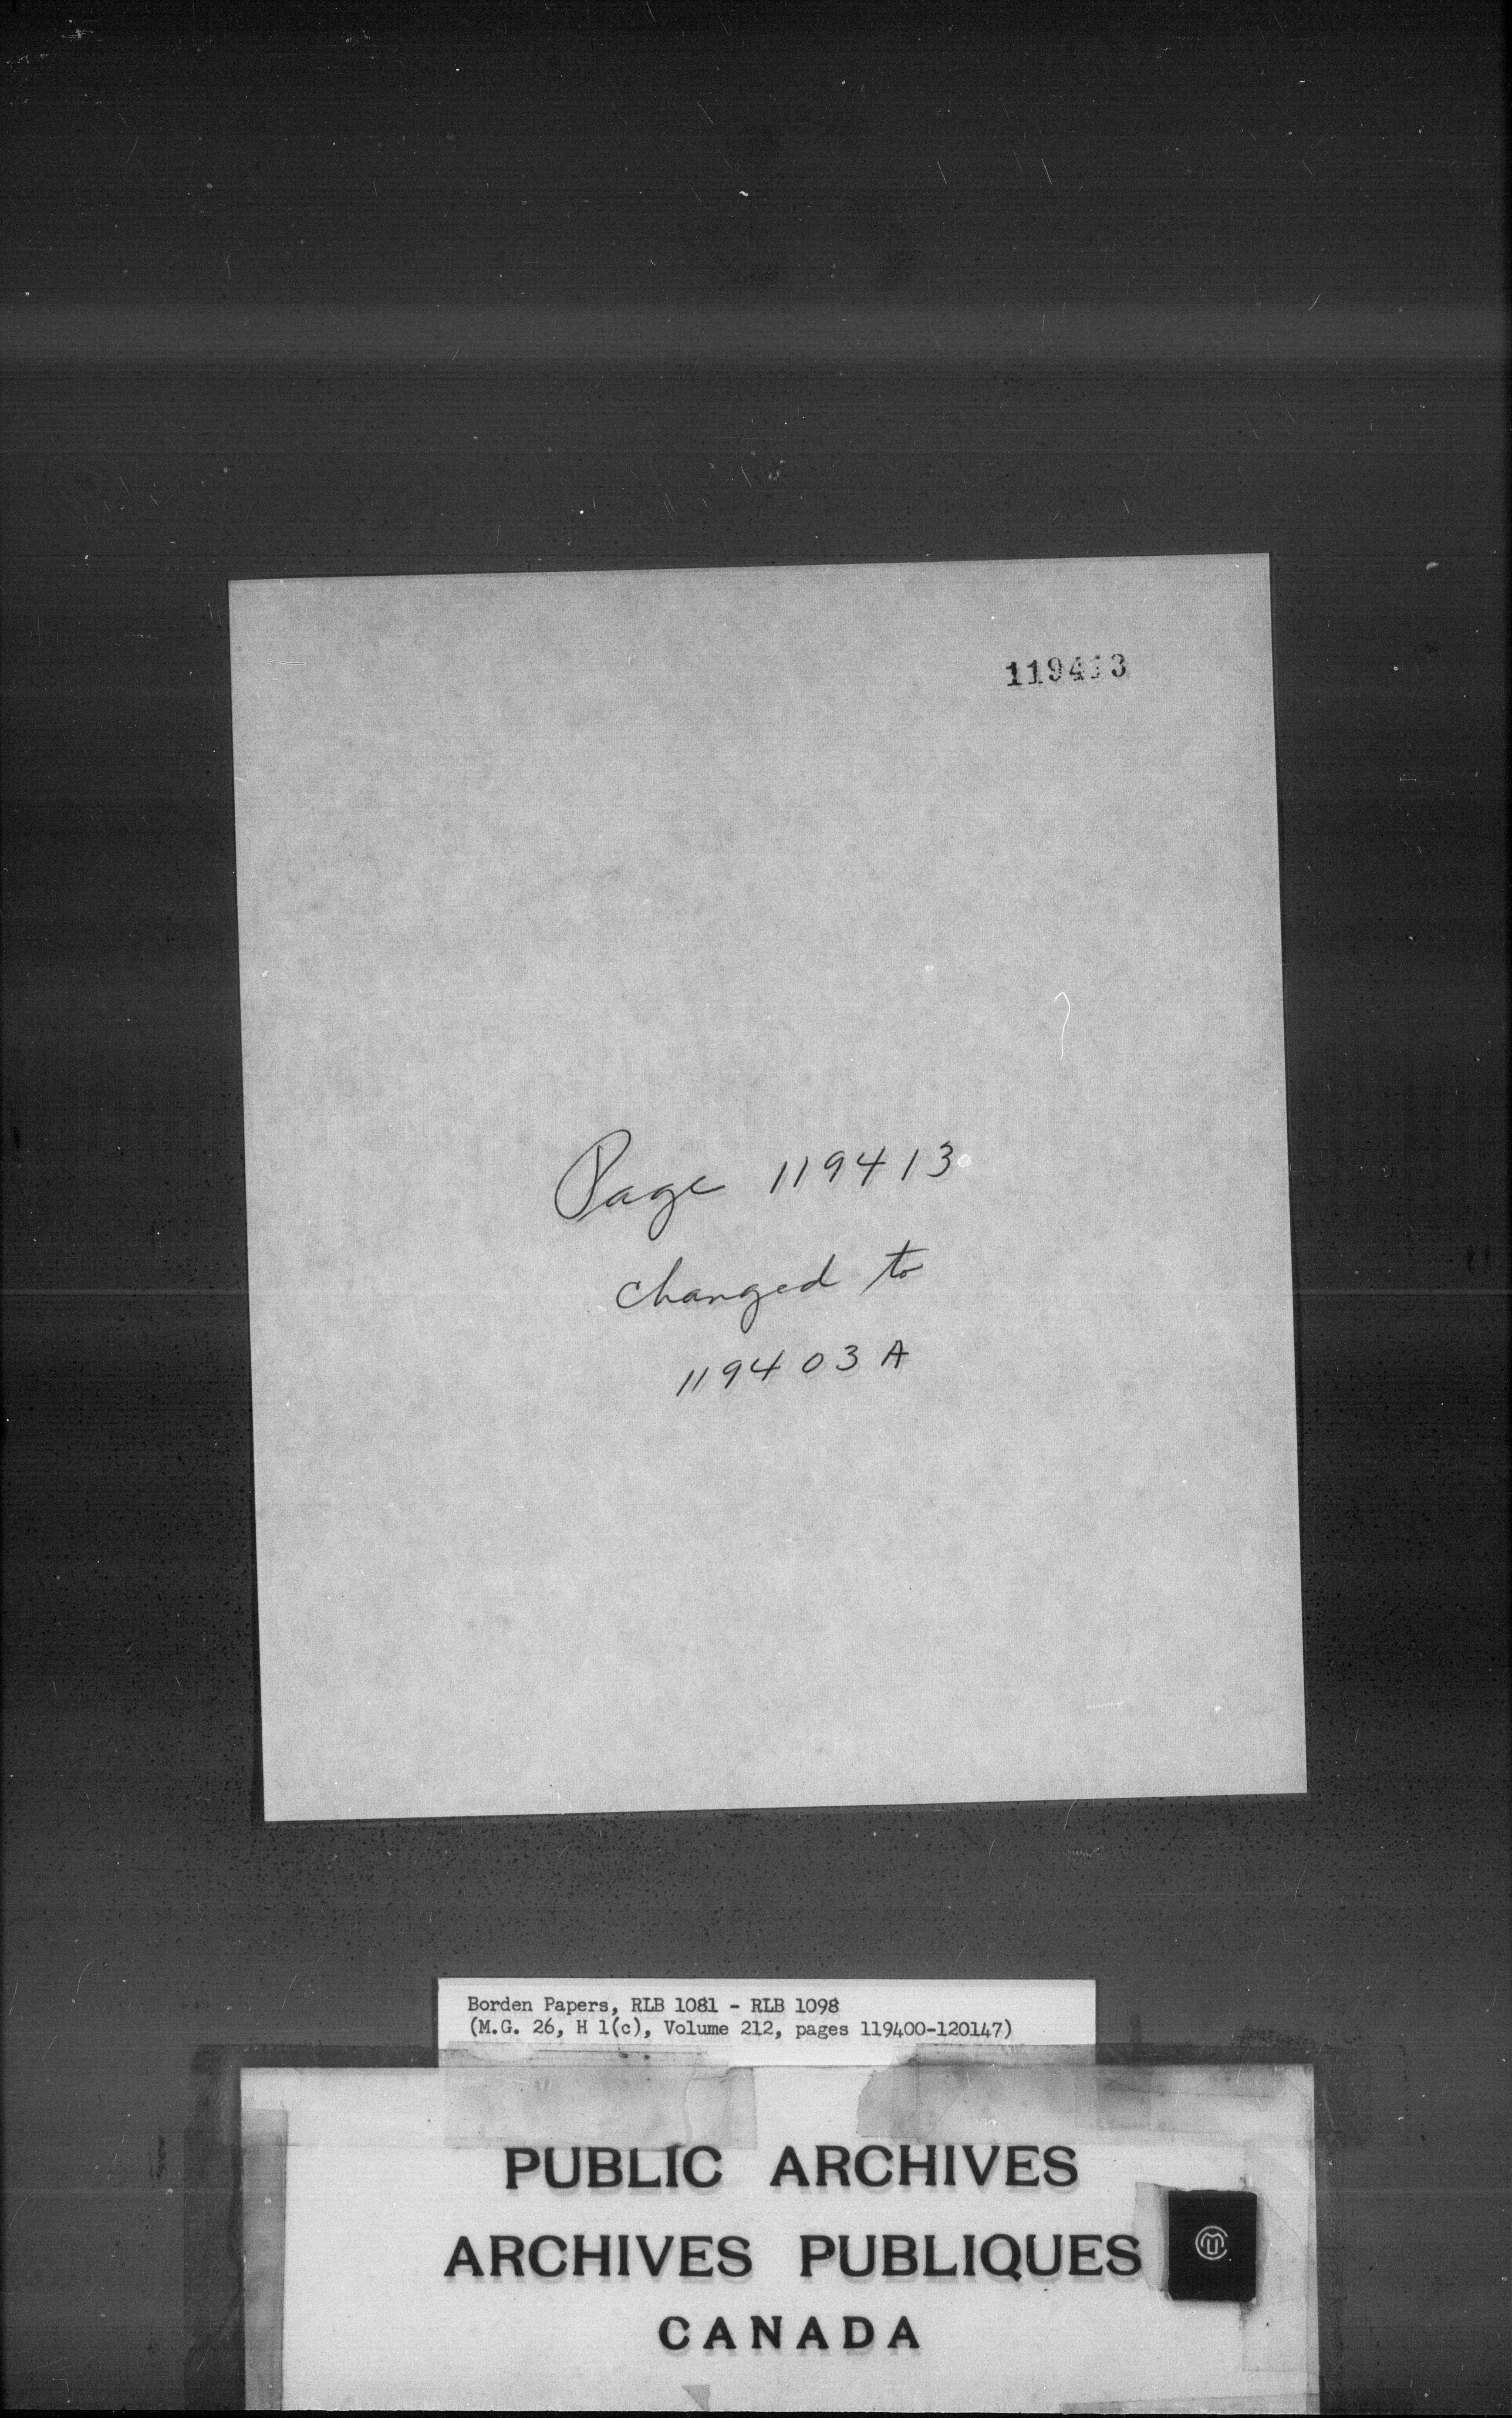 119413
Page 119413
changed to
119403 A
Borden Papers, RLB 1081 - RLB 1098
(M.G. 26, H 1(c), Volume 212, pages 119400-120147)
PUBLIC ARCHIVES
ARCHIVES PUBLIQUES
CANADA